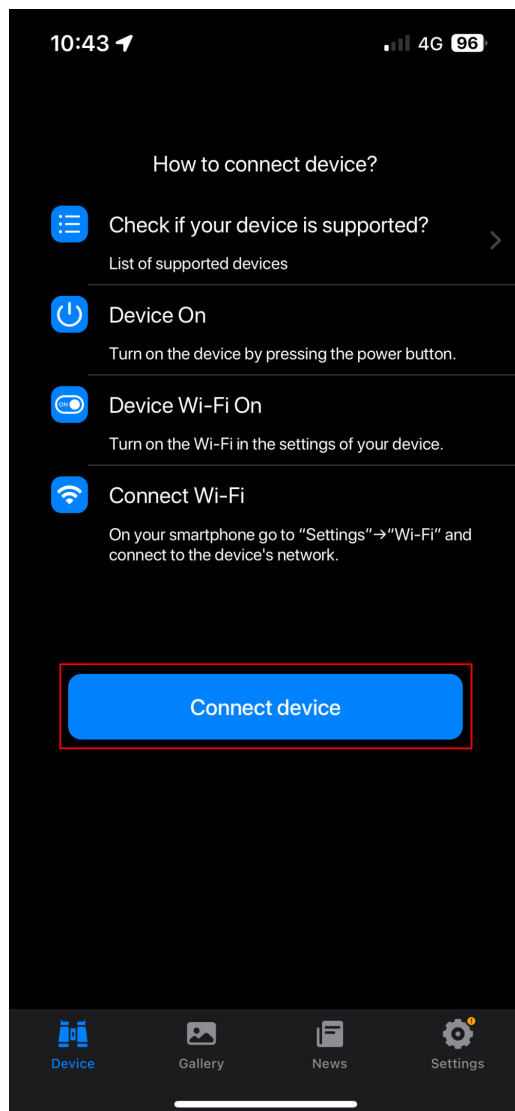 10:43
4G 96
How to connect device?
Check if your device is supported?
List of supported devices
Device On
Turn on the device by pressing the power button.
ON
Device Wi-Fi On
Turn on the Wi-Fi in the settings of your device.
Connect Wi-Fi
On your smartphone go to “Settings”→“Wi-Fi” and
connect to the device's network.
Connect device
Device
Gallery
News
Settings